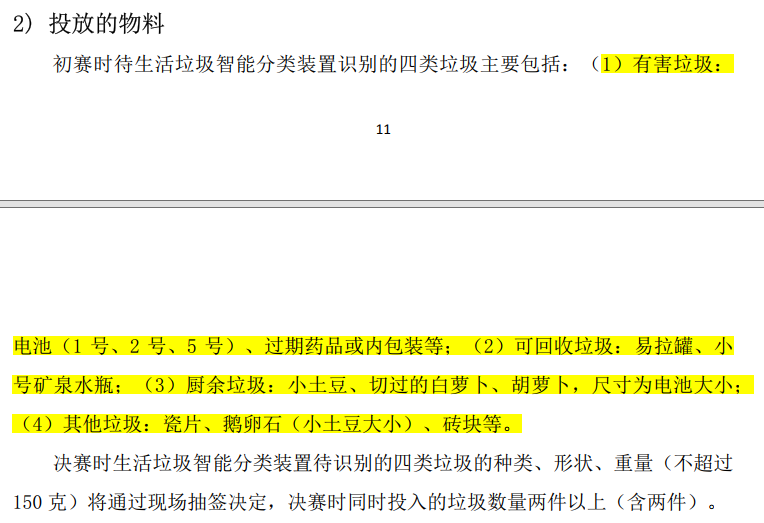 2) 投放的物料
初赛时待生活垃圾智能分类装置识别的四类垃圾主要包括：（1）有害垃圾：
11
电池（1 号、2 号、5 号）、过期药品或内包装等；（2）可回收垃圾：易拉罐、小
号矿泉水瓶；（3）厨余垃圾：小土豆、切过的白萝卜、胡萝卜，尺寸为电池大小；
（4）其他垃圾：瓷片、鹅卵石（小土豆大小）、砖块等。
决赛时生活垃圾智能分类装置待识别的四类垃圾的种类、形状、重量（不超过
150 克）将通过现场抽签决定，决赛时同时投入的垃圾数量两件以上（含两件）。